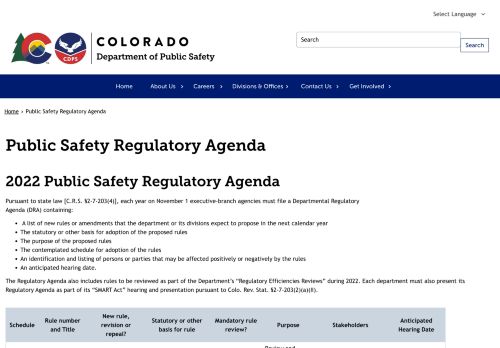 Select Language
COLORADO
Department of Public Safety
CDPS
Search
Search
Home
About Us
Careers
Divisions & Offices
Contact Us
Get Involved
Home › Public Safety Regulatory Agenda
Public Safety Regulatory Agenda
2022 Public Safety Regulatory Agenda
Pursuant to state law [C.R.S. §2-7-203(4)], each year on November 1 executive-branch agencies must file a Departmental Regulatory
Agenda (DRA) containing:
• A list of new rules or amendments that the department or its divisions expect to propose in the next calendar year
• The statutory or other basis for adoption of the proposed rules
• The purpose of the proposed rules
• The contemplated schedule for adoption of the rules
• An identification and listing of persons or parties that may be affected positively or negatively by the rules
• An anticipated hearing date.
The Regulatory Agenda also includes rules to be reviewed as part of the Department's "Regulatory Efficiencies Reviews" during 2022. Each department must also present its
Regulatory Agenda as part of its "SMART Act" hearing and presentation pursuant to Colo. Rev. Stat. §2-7-203(2)(a)(II).
Schedule
Rule number
and Title
New rule,
revision or
repeal?
Statutory or other
basis for rule
Mandatory rule
review?
Purpose
Stakeholders
Anticipated
Hearing Date